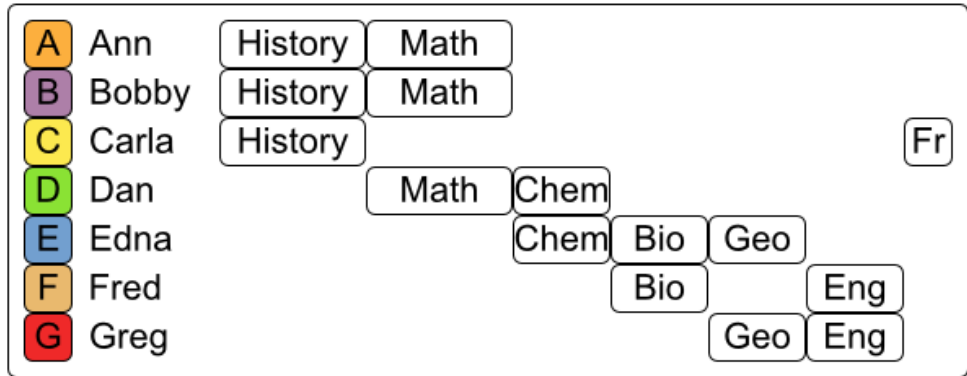 A Ann History Math
B Bobby History Math
C Carla History Fr
D Dan Math Chem
E Edna Chem Bio Geo
F Fred Bio Eng
G Greg Geo Eng